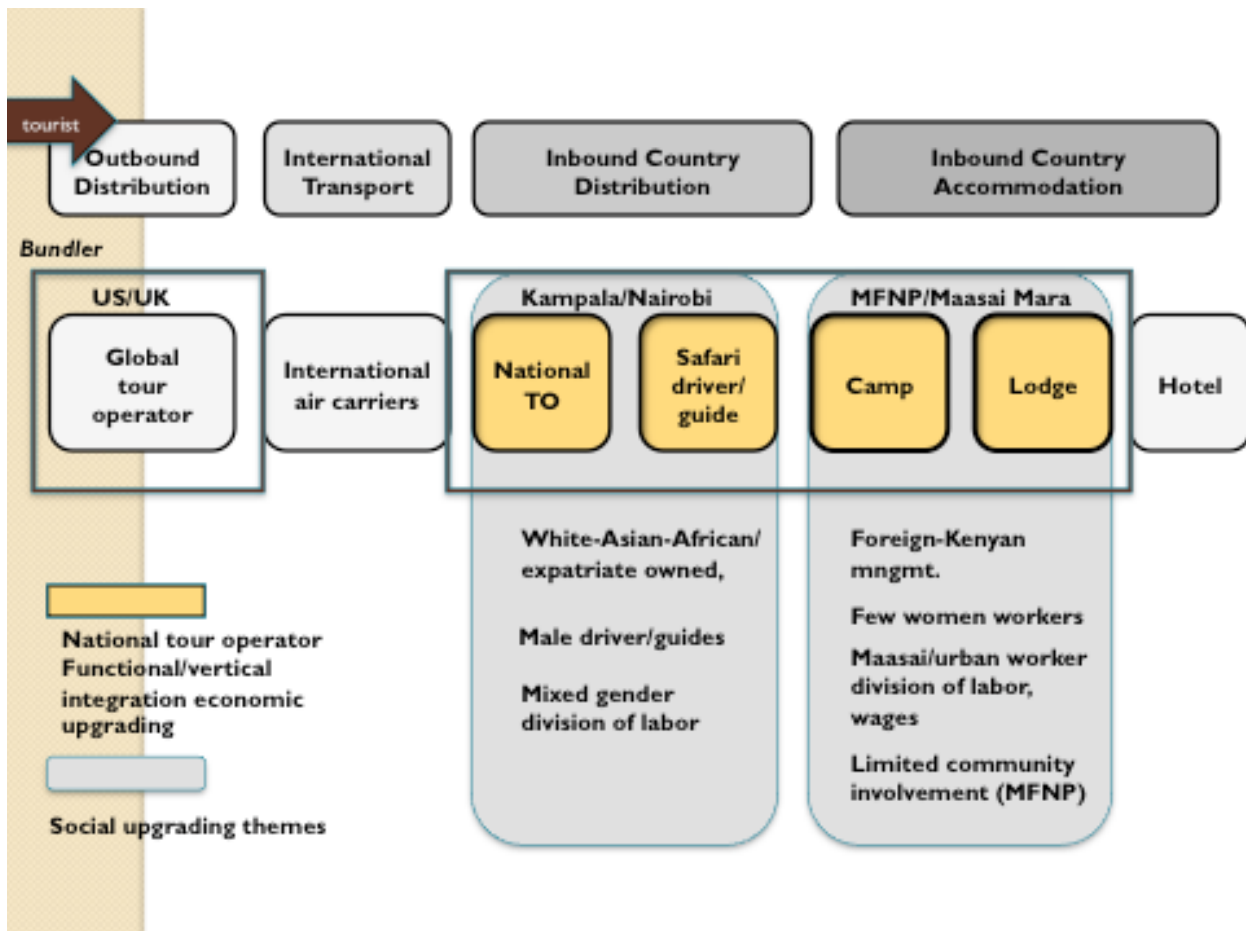 tourist
Outbound
Distribution
International
Transport
Inbound Country
Distribution
Inbound Country
Accommodation
Bundler
US/UK
Kampala/Nairobi
MFNP/Maasai Mara
Global
tour
operator
International
air carriers
National
TO
Safari
driver/
guide
Camp
Lodge
Hotel
White-Asian-African/
expatriate owned,
Male driver/guides
Mixed gender
division of labor
Foreign-Kenyan
mngmt.
Few women workers
Maasai/urban worker
division of labor,
wages
Limited community
involvement (MFNP)
National tour operator
Functional/vertical
integration economic
upgrading
Social upgrading themes